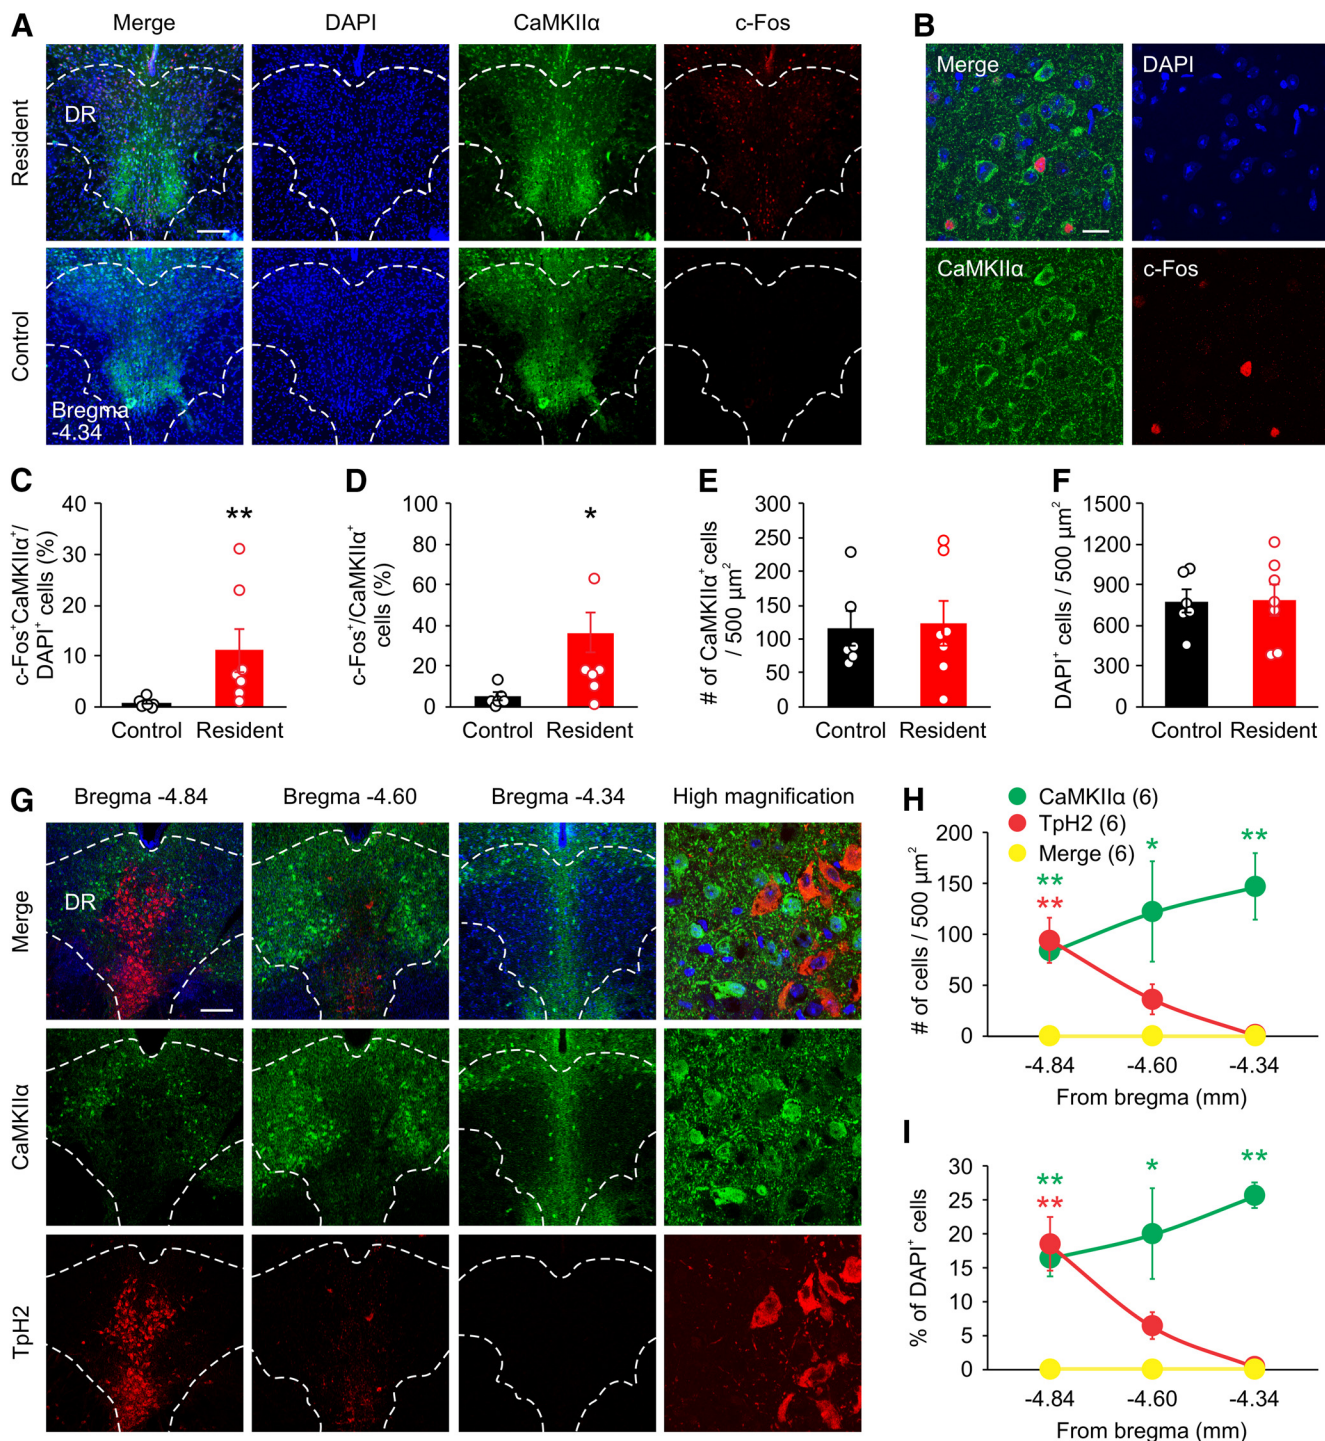 A
Merge
DAPI
CaMKIIα
c-Fos
Resident
DR
Control
Bregma
-4.34
B
Merge
DAPI
CaMKIIα
c-Fos
C
c-Fos⁺CaMKIIα⁺/
DAPI⁺ cells (%)
40
30
20
10
0
**
Control
Resident
D
c-Fos⁺/CaMKIIα⁺
cells (%)
100
80
60
40
20
0
*
Control
Resident
E
# of CaMKIIα⁺ cells
/ 500 µm²
300
250
200
150
100
50
0
Control
Resident
F
DAPI⁺ cells / 500 µm²
1500
1200
900
600
300
0
Control
Resident
G
Bregma -4.84
Bregma -4.60
Bregma -4.34
High magnification
Merge
DR
CaMKIIα
TpH2
H
CaMKIIα (6)
TpH2 (6)
Merge (6)
# of cells / 500 µm²
200
150
100
50
0
**
**
*
**
-4.84
-4.60
-4.34
From bregma (mm)
I
% of DAPI⁺ cells
30
25
20
15
10
5
0
**
**
*
**
-4.84
-4.60
-4.34
From bregma (mm)